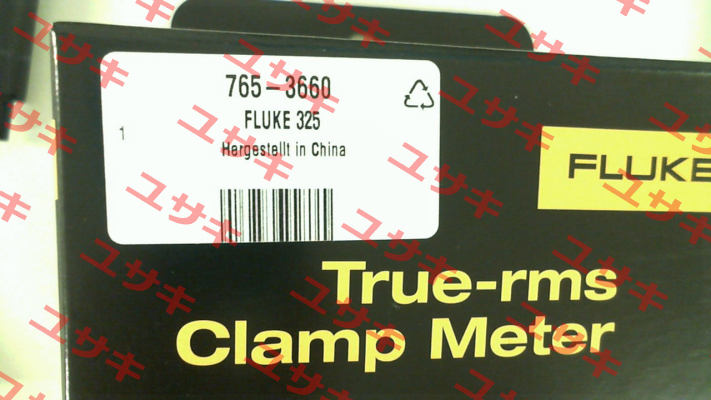 765-3660
FLUKE 325
1
Hergestellt in China
FLUKE
True-rms
Clamp Meter
ユサキ